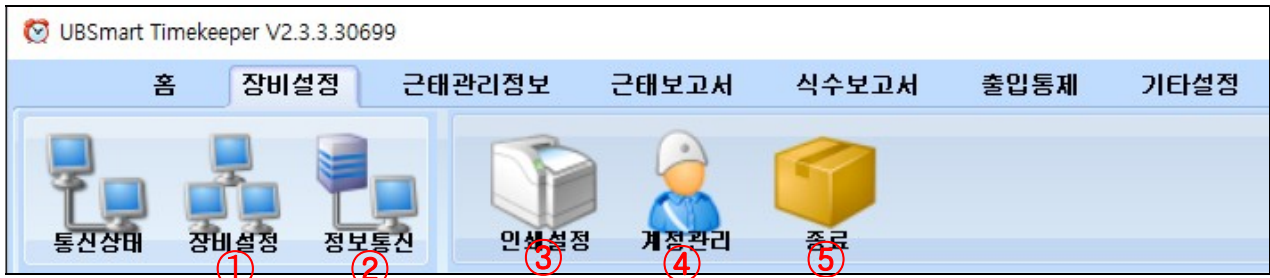 UBSmart Timekeeper V2.3.3.30699
홈 장비설정 근태관리정보 근태보고서 식수보고서 출입통제 기타설정
통신상태 장비설정 정보통신 인쇄설정 계정관리 종료
① ② ③ ④ ⑤